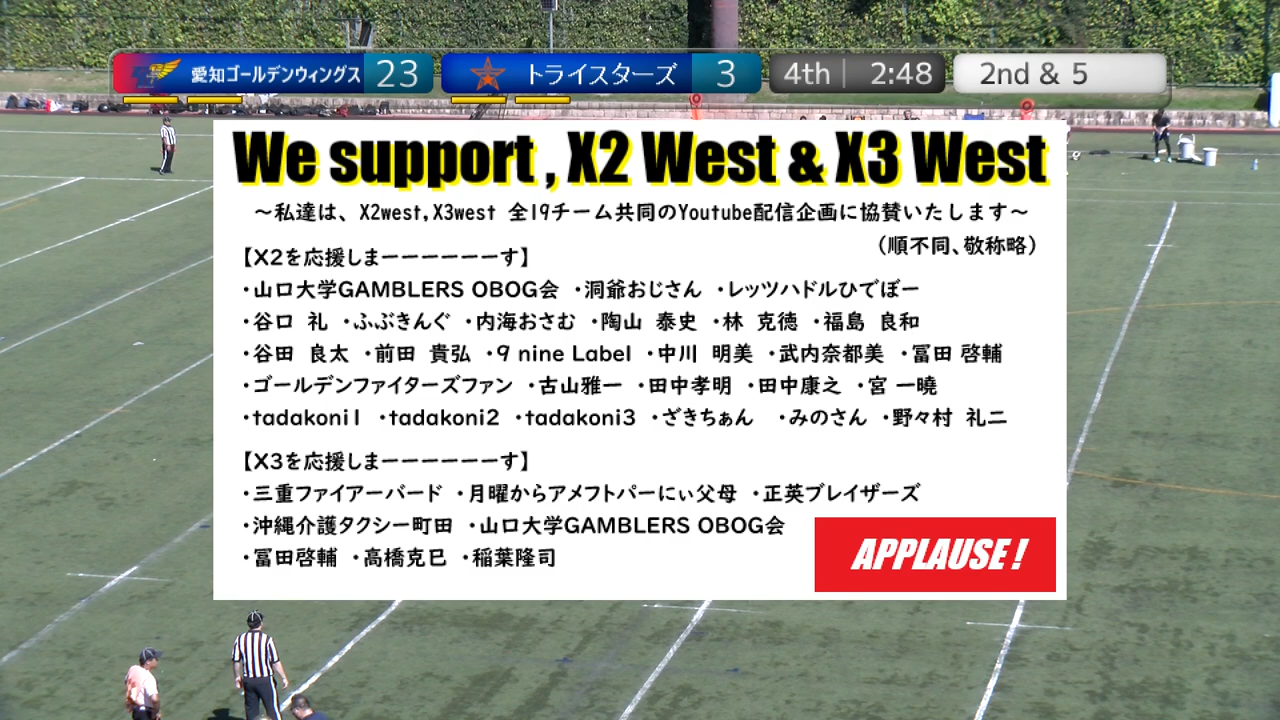 愛知ゴールデンウィングス 23 トライスターズ 3 4th 2:48 2nd & 5
We support , X2 West & X3 West
～私達は、X2west,X3west 全19チーム共同のYoutube配信企画に協賛いたします～
（順不同、敬称略）
【X2を応援しまーーーーーーす】
・山口大学GAMBLERS OBOG会 ・洞爺おじさん ・レッツハドルひでぼー
・谷口 礼 ・ふぶきんぐ ・内海おさむ ・陶山 泰史 ・林 克徳 ・福島 良和
・谷田 良太 ・前田 貴弘 ・9 nine Label ・中川 明美 ・武内奈都美 ・冨田 啓輔
・ゴールデンファイターズファン ・古山雅一 ・田中孝明 ・田中康之 ・宮 一暁
・tadakoni1 ・tadakoni2 ・tadakoni3 ・ざきちぁん ・みのさん ・野々村 礼二
【X3を応援しまーーーーーーす】
・三重ファイアーバード ・月曜からアメフトパーにぃ父母 ・正英ブレイザーズ
・沖縄介護タクシー町田 ・山口大学GAMBLERS OBOG会
・冨田啓輔 ・高橋克巳 ・稲葉隆司
APPLAUSE!